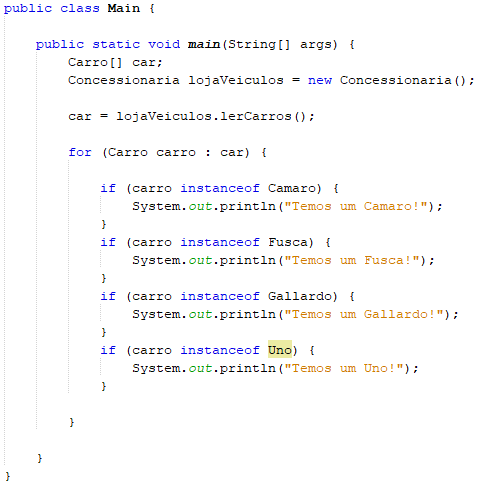 public class Main {
public static void main(String[] args) {
Carro[] car;
Concessionaria lojaVeiculos = new Concessionaria();
car = lojaVeiculos.lerCarros();
for (Carro carro : car) {
if (carro instanceof Camaro) {
System.out.println("Temos um Camaro!");
}
if (carro instanceof Fusca) {
System.out.println("Temos um Fusca!");
}
if (carro instanceof Gallardo) {
System.out.println("Temos um Gallardo!");
}
if (carro instanceof Uno) {
System.out.println("Temos um Uno!");
}
}
}
}